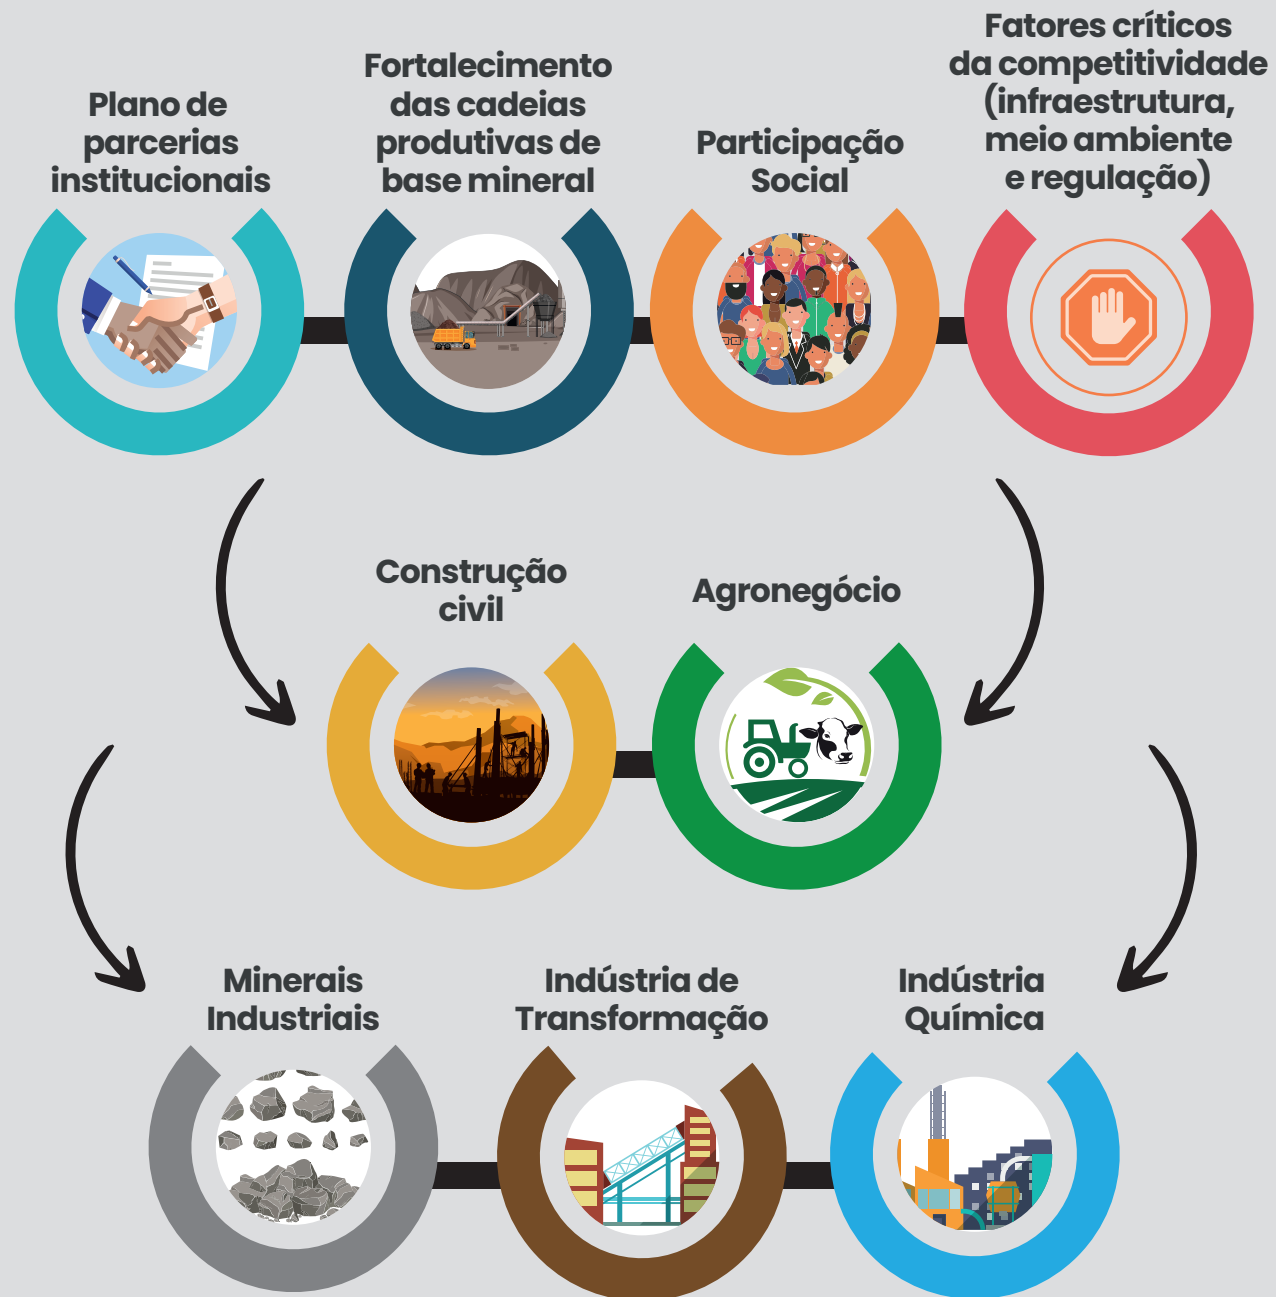 Plano de
parcerias
institucionais
Fortalecimento
das cadeias
produtivas de
base mineral
Participação
Social
Fatores críticos
da competitividade
(infraestrutura,
meio ambiente
e regulação)
Construção
civil
Agronegócio
Minerais
Industriais
Indústria de
Transformação
Indústria
Química